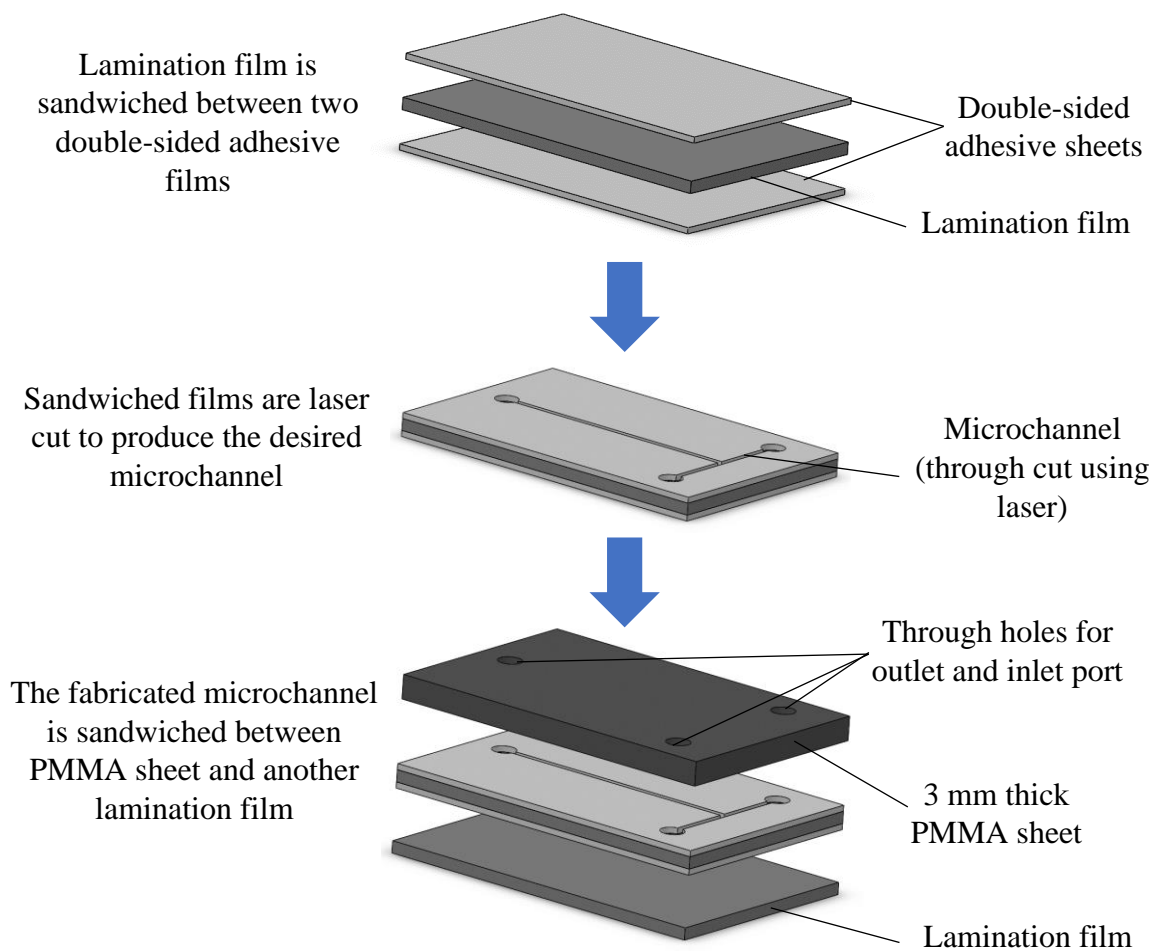 Lamination film is
sandwiched between two
double-sided adhesive
films
Double-sided
adhesive sheets
Lamination film
Sandwiched films are laser
cut to produce the desired
microchannel
Microchannel
(through cut using
laser)
Through holes for
outlet and inlet port
The fabricated microchannel
is sandwiched between
PMMA sheet and another
lamination film
3 mm thick
PMMA sheet
Lamination film